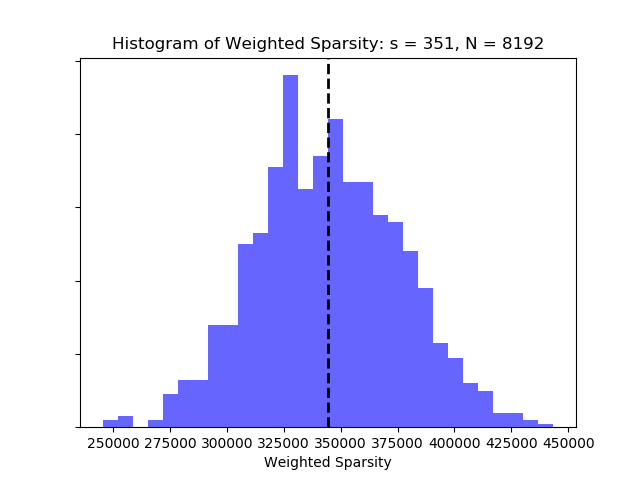 Histogram of Weighted Sparsity: s = 351, N = 8192
250000 275000 300000 325000 350000 375000 400000 425000 450000
Weighted Sparsity